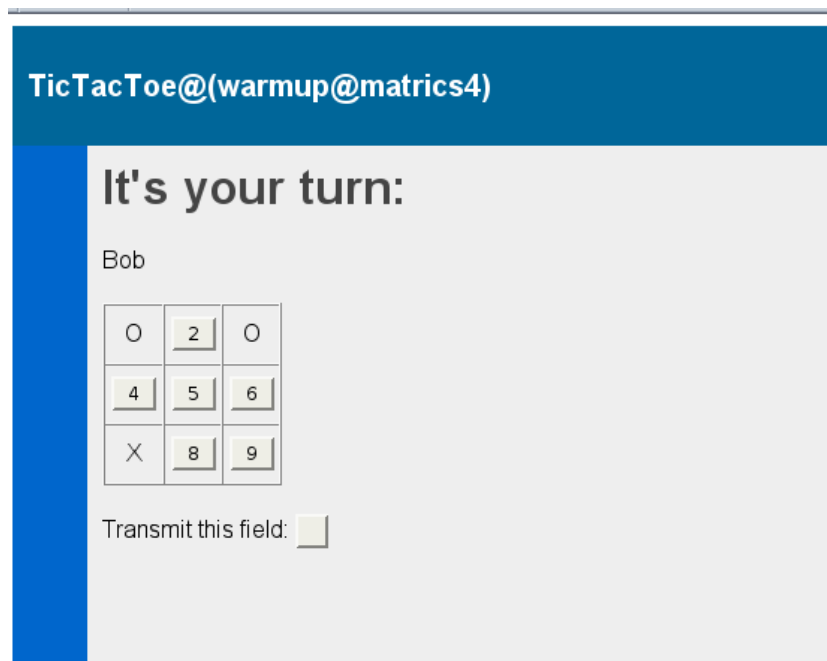 TicTacToe@(warmup@matrics4)
It's your turn:
Bob
O 2 O
4 5 6
X 8 9
Transmit this field: